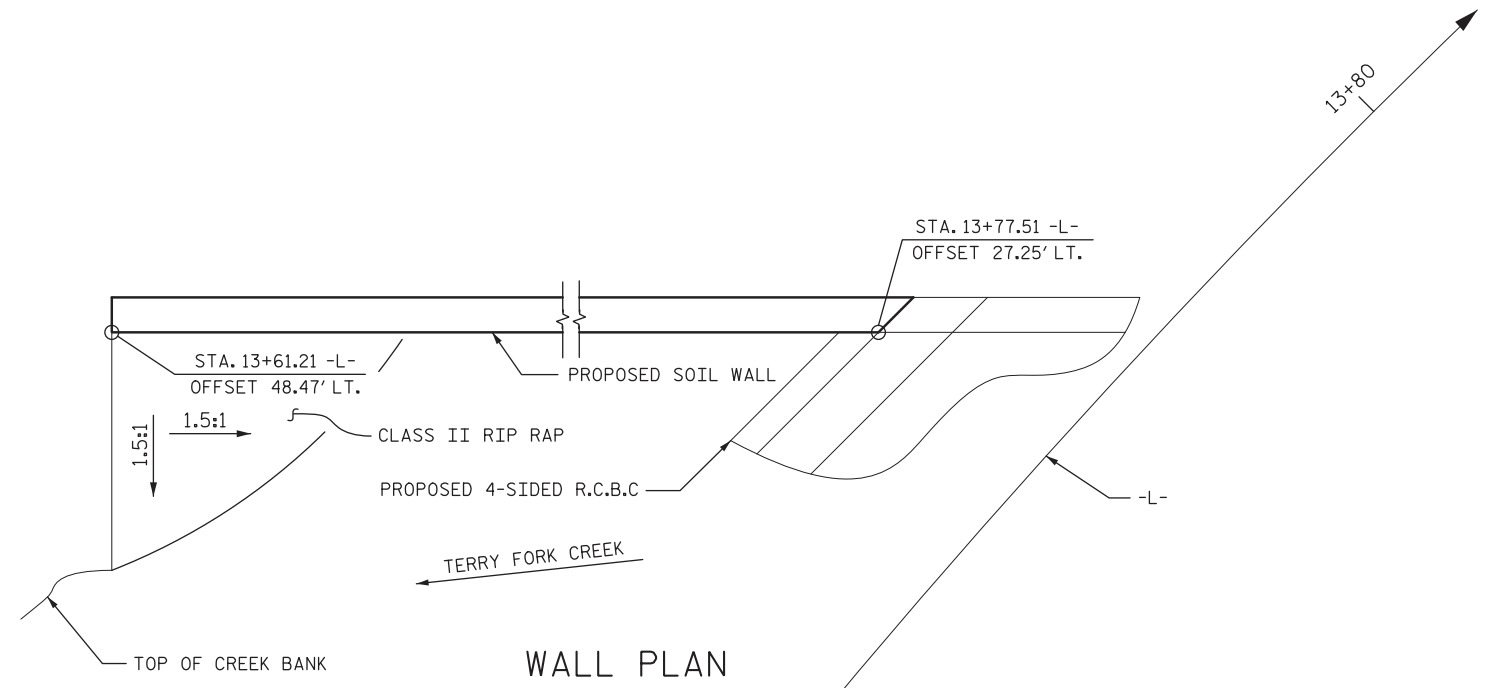 13+80
STA. 13+77.51 -L-
OFFSET 27.25' LT.
STA. 13+61.21 -L-
OFFSET 48.47' LT.
PROPOSED SOIL WALL
1.5:1
1.5:1
CLASS II RIP RAP
PROPOSED 4-SIDED R.C.B.C
-L-
TERRY FORK CREEK
TOP OF CREEK BANK
WALL PLAN